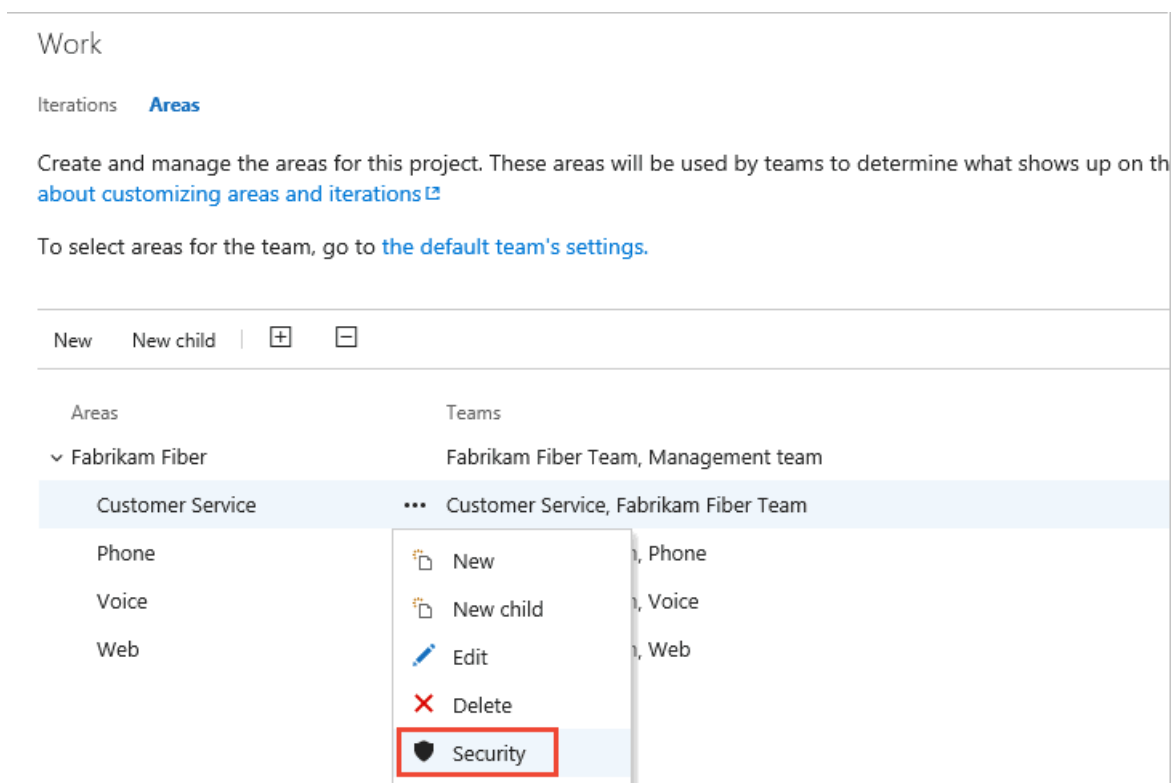 Work
Iterations Areas
Create and manage the areas for this project. These areas will be used by teams to determine what shows up on th
about customizing areas and iterations
To select areas for the team, go to the default team's settings.
New New child
Areas Teams
Fabrikam Fiber Fabrikam Fiber Team, Management team
Customer Service ••• Customer Service, Fabrikam Fiber Team
Phone , Phone
Voice , Voice
Web , Web
New
New child
Edit
Delete
Security